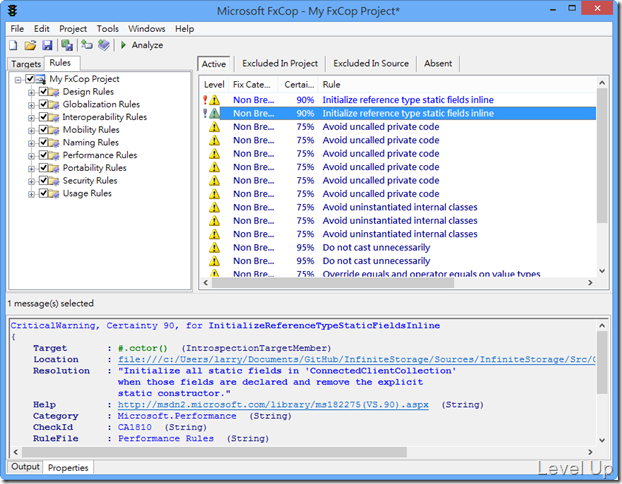 Microsoft FxCop - My FxCop Project*
File Edit Project Tools Windows Help
Analyze
Targets Rules
My FxCop Project
Design Rules
Globalization Rules
Interoperability Rules
Mobility Rules
Naming Rules
Performance Rules
Portability Rules
Security Rules
Usage Rules
Active Excluded In Project Excluded In Source Absent
Level Fix Cate... Certai... Rule
Non Bre... 90% Initialize reference type static fields inline
Non Bre... 90% Initialize reference type static fields inline
Non Bre... 75% Avoid uncalled private code
Non Bre... 75% Avoid uncalled private code
Non Bre... 75% Avoid uncalled private code
Non Bre... 75% Avoid uncalled private code
Non Bre... 75% Avoid uncalled private code
Non Bre... 75% Avoid uncalled private code
Non Bre... 75% Avoid uninstantiated internal classes
Non Bre... 75% Avoid uninstantiated internal classes
Non Bre... 75% Avoid uninstantiated internal classes
Non Bre... 95% Do not cast unnecessarily
Non Bre... 95% Do not cast unnecessarily
Non Bre... 75% Override equals and operator equals on value types
1 message(s) selected
CriticalWarning, Certainty 90, for InitializeReferenceTypeStaticFieldsInline
{
Target : #.cctor() (IntrospectionTargetMember)
Location : file:///c:/Users/larry/Documents/GitHub/InfiniteStorage/Sources/InfiniteStorage/Src/
Resolution : "Initialize all static fields in 'ConnectedClientCollection'
when those fields are declared and remove the explicit
static constructor."
Help : http://msdn2.microsoft.com/library/ms182275(VS.90).aspx (String)
Category : Microsoft.Performance (String)
CheckId : CA1810 (String)
RuleFile : Performance Rules (String)
Output Properties
Level Up